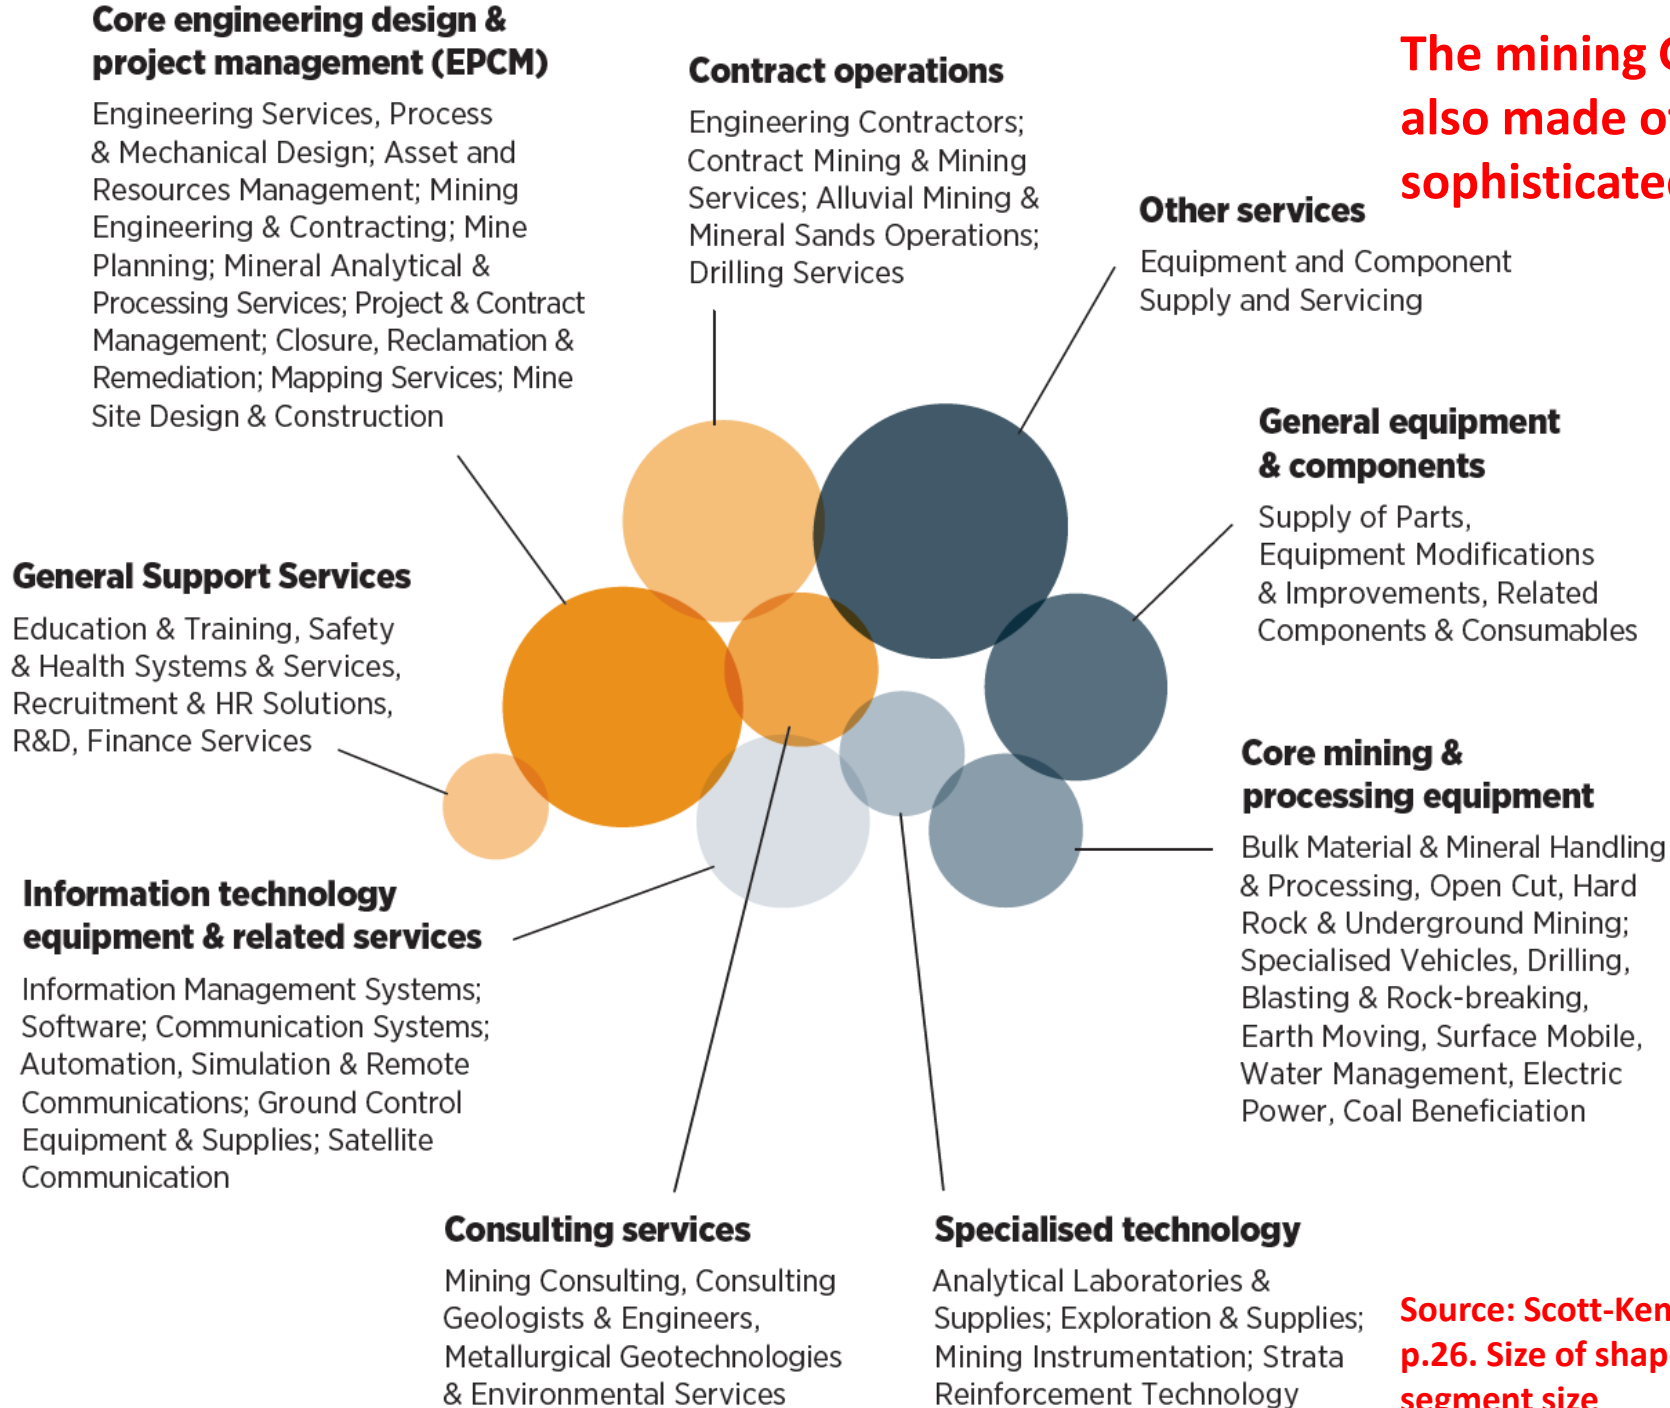 Core engineering design &
project management (EPCM)
Engineering Services, Process
& Mechanical Design; Asset and
Resources Management; Mining
Engineering & Contracting; Mine
Planning; Mineral Analytical &
Processing Services; Project & Contract
Management; Closure, Reclamation &
Remediation; Mapping Services; Mine
Site Design & Construction
Contract operations
Engineering Contractors;
Contract Mining & Mining
Services; Alluvial Mining &
Mineral Sands Operations;
Drilling Services
The mining
also made
sophisticated
Other services
Equipment and Component
Supply and Servicing
General equipment
& components
Supply of Parts,
Equipment Modifications
& Improvements, Related
Components & Consumables
General Support Services
Education & Training, Safety
& Health Systems & Services,
Recruitment & HR Solutions,
R&D, Finance Services
Core mining &
processing equipment
Bulk Material & Mineral Handling
& Processing, Open Cut, Hard
Rock & Underground Mining;
Specialised Vehicles, Drilling,
Blasting & Rock-breaking,
Earth Moving, Surface Mobile,
Water Management, Electric
Power, Coal Beneficiation
Information technology
equipment & related services
Information Management Systems;
Software; Communication Systems;
Automation, Simulation & Remote
Communications; Ground Control
Equipment & Supplies; Satellite
Communication
Consulting services
Mining Consulting, Consulting
Geologists & Engineers,
Metallurgical Geotechnologies
& Environmental Services
Specialised technology
Analytical Laboratories &
Supplies; Exploration & Supplies;
Mining Instrumentation; Strata
Reinforcement Technology
Source:
p.26. Size of
segment size